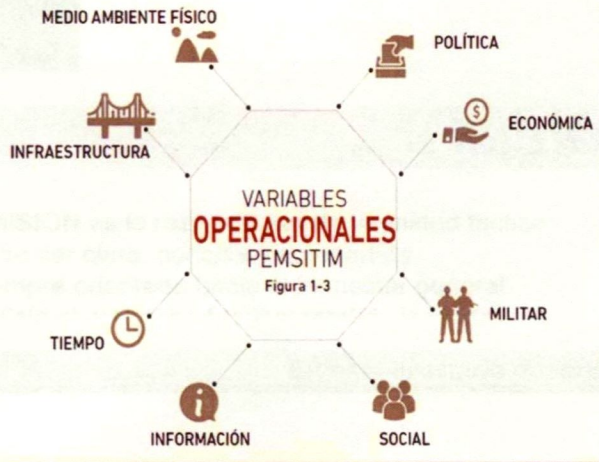 MEDIO AMBIENTE FÍSICO
POLÍTICA
$
ECONÓMICA
INFRAESTRUCTURA
VARIABLES
OPERACIONALES
PEMSITIM
Figura 1-3
MILITAR
TIEMPO
i
INFORMACIÓN
SOCIAL